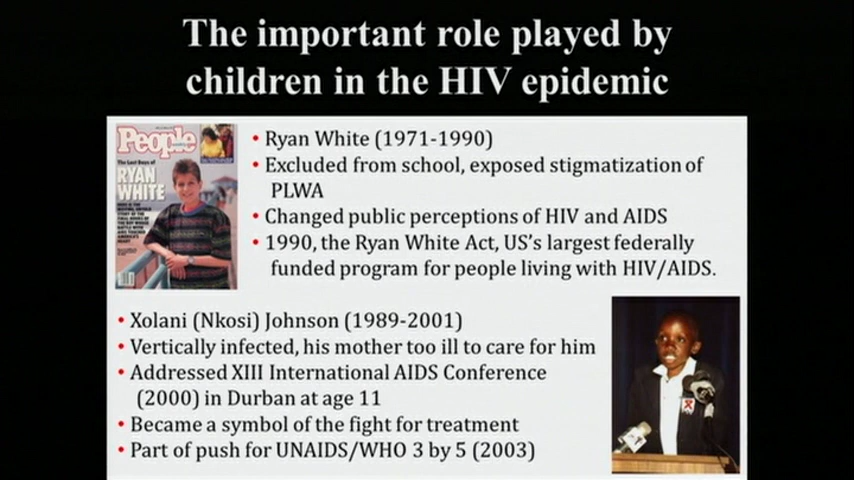 The important role played by
children in the HIV epidemic
People
The Last Days of
RYAN
WHITE
• Ryan White (1971-1990)
• Excluded from school, exposed stigmatization of
PLWA
• Changed public perceptions of HIV and AIDS
• 1990, the Ryan White Act, US's largest federally
funded program for people living with HIV/AIDS.
• Xolani (Nkosi) Johnson (1989-2001)
• Vertically infected, his mother too ill to care for him
• Addressed XIII International AIDS Conference
(2000) in Durban at age 11
• Became a symbol of the fight for treatment
• Part of push for UNAIDS/WHO 3 by 5 (2003)